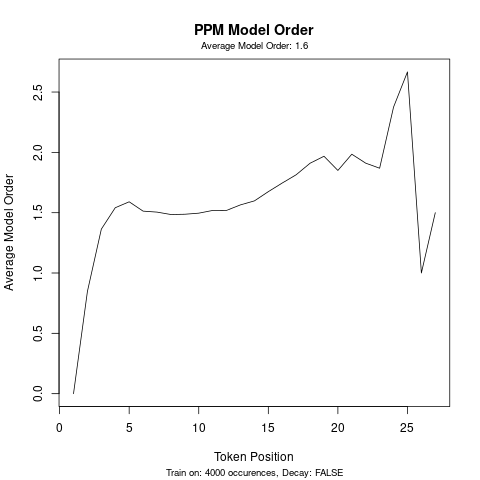 PPM Model Order
Average Model Order: 1.6
Average Model Order
2.5
2.0
1.5
1.0
0.5
0.0
0 5 10 15 20 25
Token Position
Train on: 4000 occurences, Decay: FALSE